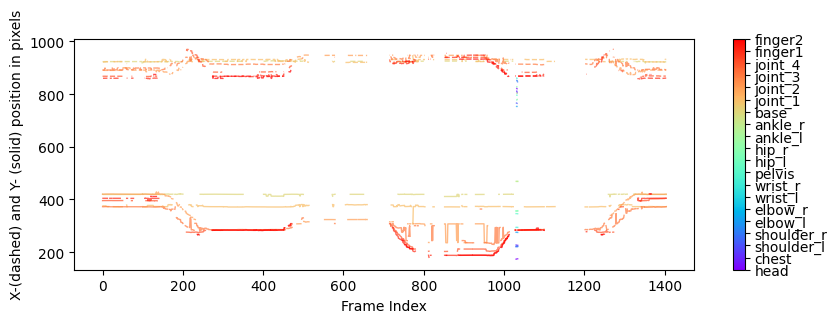 X-(dashed) and Y- (solid) position in pixels
1000
800
600
400
200
0
200
400
600
800
1000
1200
1400
Frame Index
finger2
finger1
joint_4
joint_3
joint_2
joint_1
base
ankle_r
ankle_l
hip_r
hip_l
pelvis
wrist_r
wrist_l
elbow_r
elbow_l
shoulder_r
shoulder_l
chest
head